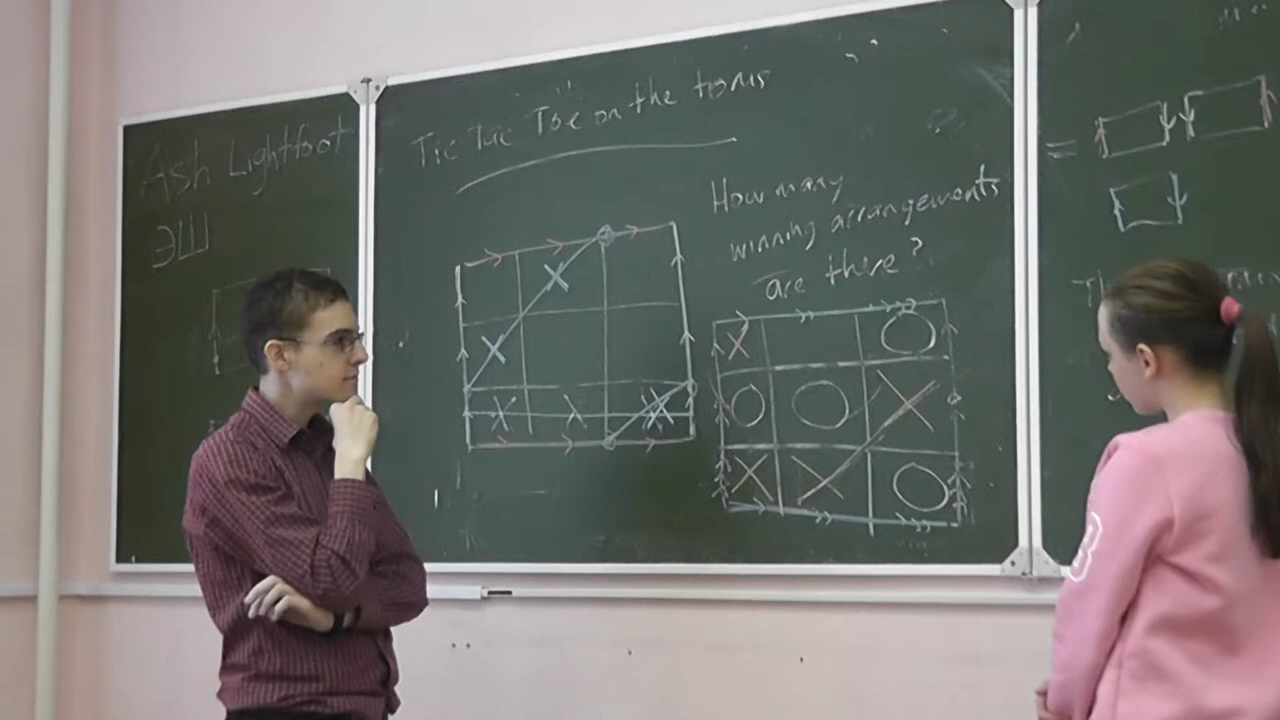 Ash Lightfoot
ЭШ
Tic Tac Toe on the torus
How many
winning arrangements
are there?
X X
X X X
X O
O O X
X X O
=